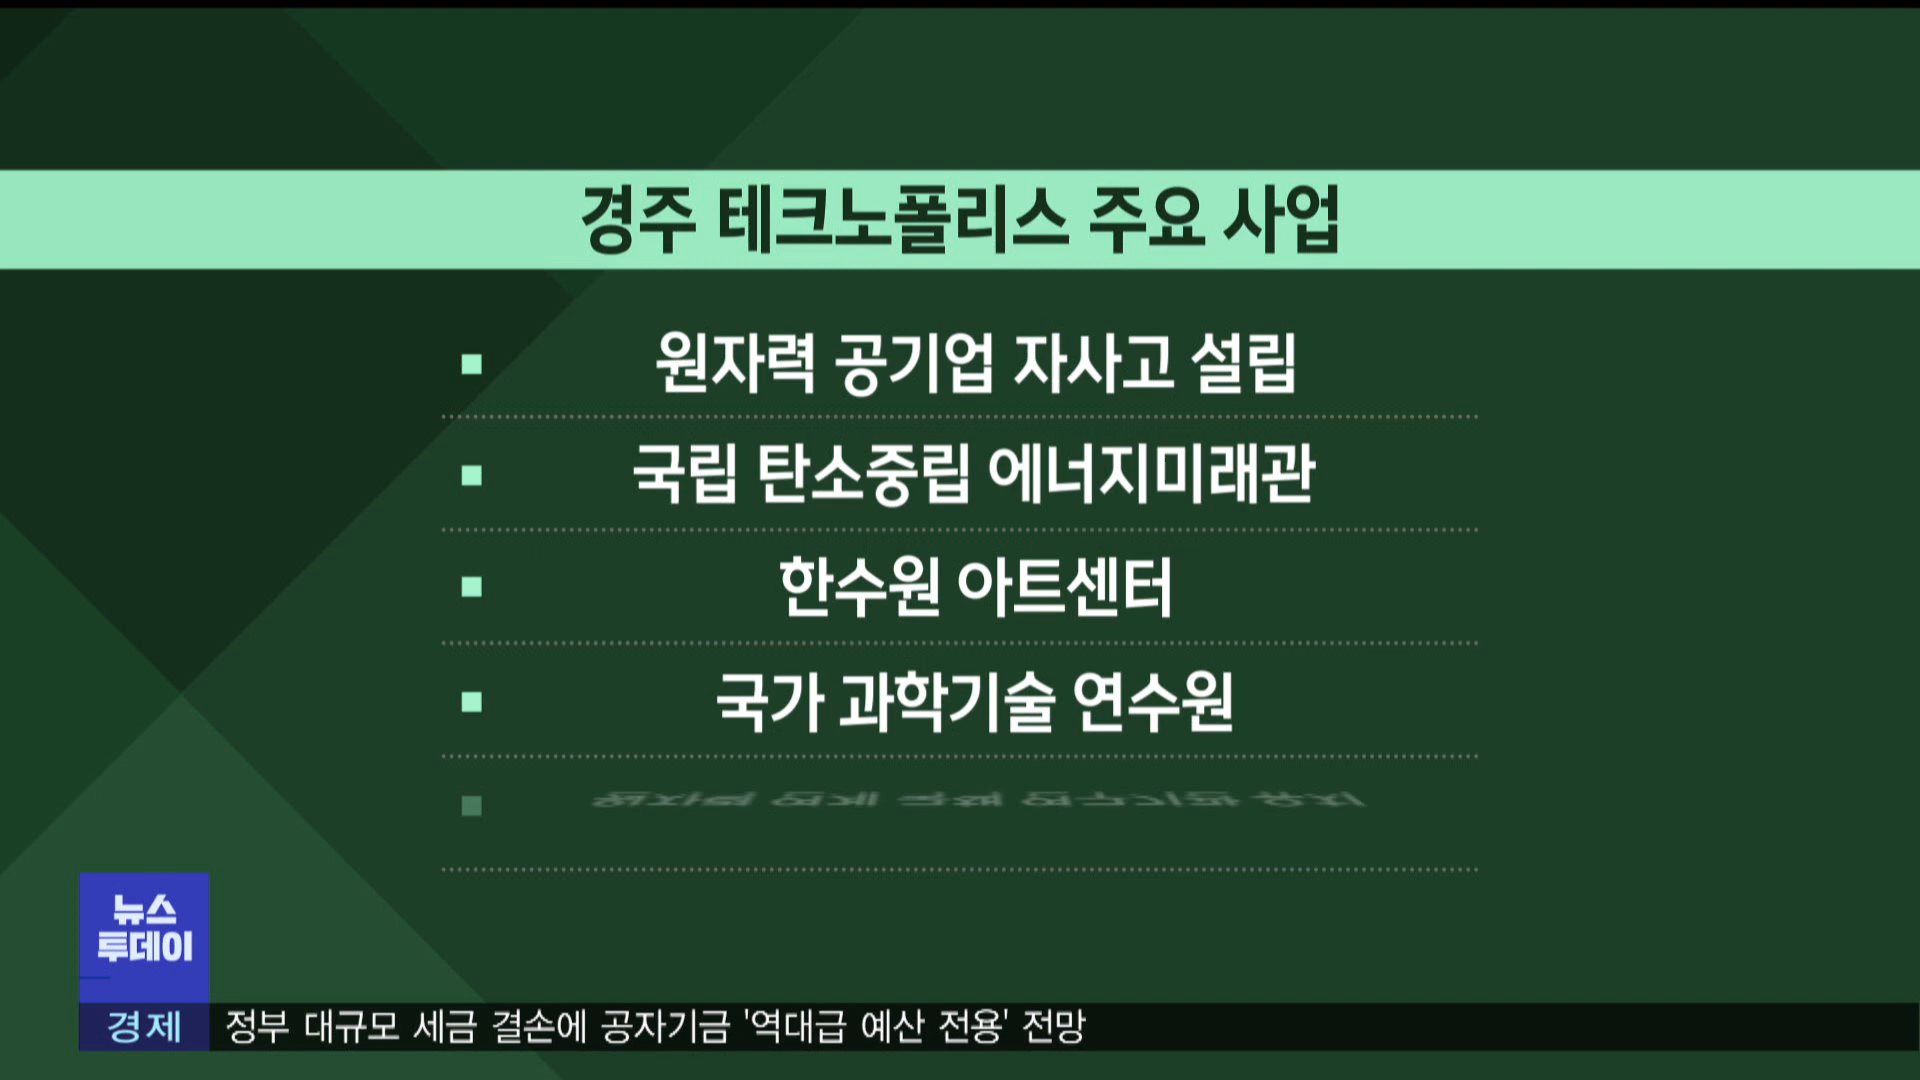 경주 테크노폴리스 주요 사업
원자력 공기업 자사고 설립
국립 탄소중립 에너지미래관
한수원 아트센터
국가 과학기술 연수원
뉴스
투데이
경제 정부 대규모 세금 결손에 공자기금 '역대급 예산 전용' 전망